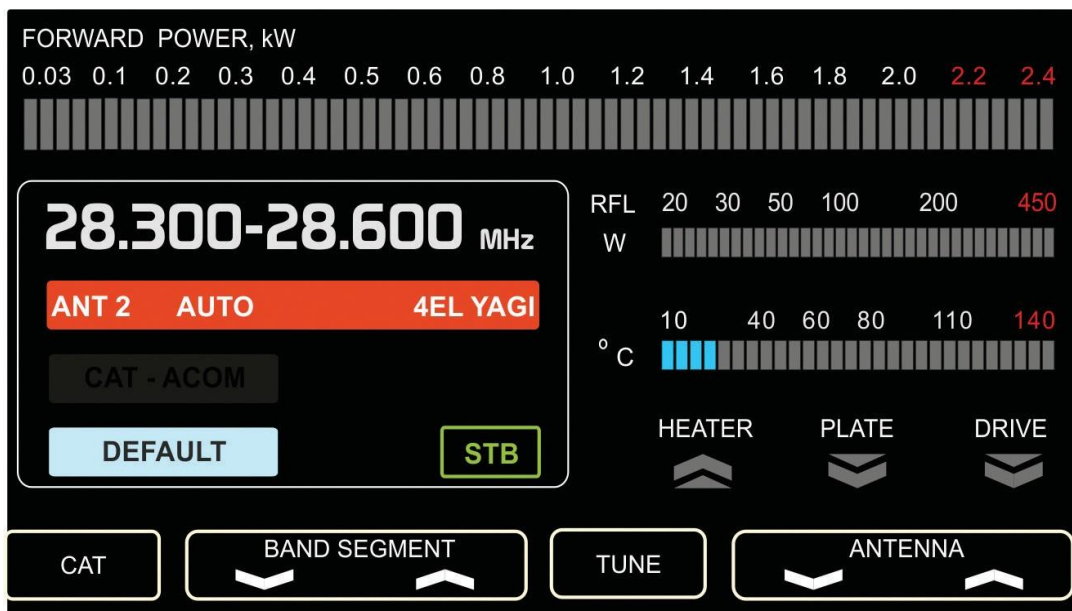 FORWARD POWER, kW
0.03 0.1 0.2 0.3 0.4 0.5 0.6 0.8 1.0 1.2 1.4 1.6 1.8 2.0 2.2 2.4
28.300-28.600 MHz
ANT 2 AUTO 4EL YAGI
CAT - ACOM
DEFAULT STB
RFL 20 30 50 100 200 450
W
10 40 60 80 110 140
º C
HEATER PLATE DRIVE
CAT BAND SEGMENT TUNE ANTENNA